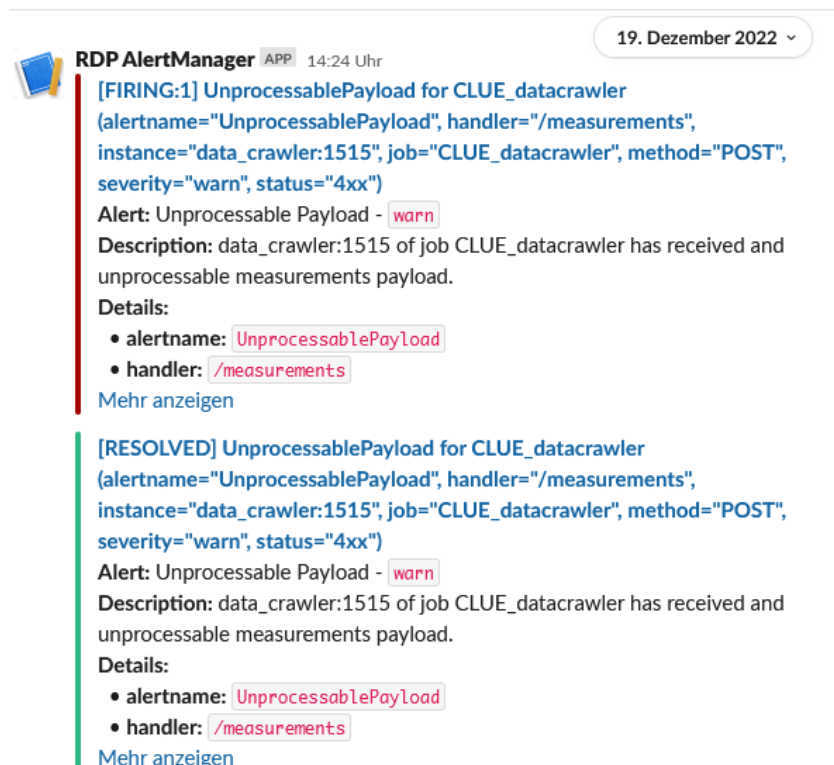 19. Dezember 2022
RDP AlertManager APP 14:24 Uhr
[FIRING:1] UnprocessablePayload for CLUE_datacrawler
(alertname="UnprocessablePayload", handler="/measurements",
instance="data_crawler:1515", job="CLUE_datacrawler", method="POST",
severity="warn", status="4xx")
Alert: Unprocessable Payload - warn
Description: data_crawler:1515 of job CLUE_datacrawler has received and
unprocessable measurements payload.
Details:
• alertname: UnprocessablePayload
• handler: /measurements
Mehr anzeigen
[RESOLVED] UnprocessablePayload for CLUE_datacrawler
(alertname="UnprocessablePayload", handler="/measurements",
instance="data_crawler:1515", job="CLUE_datacrawler", method="POST",
severity="warn", status="4xx")
Alert: Unprocessable Payload - warn
Description: data_crawler:1515 of job CLUE_datacrawler has received and
unprocessable measurements payload.
Details:
• alertname: UnprocessablePayload
• handler: /measurements
Mehr anzeigen